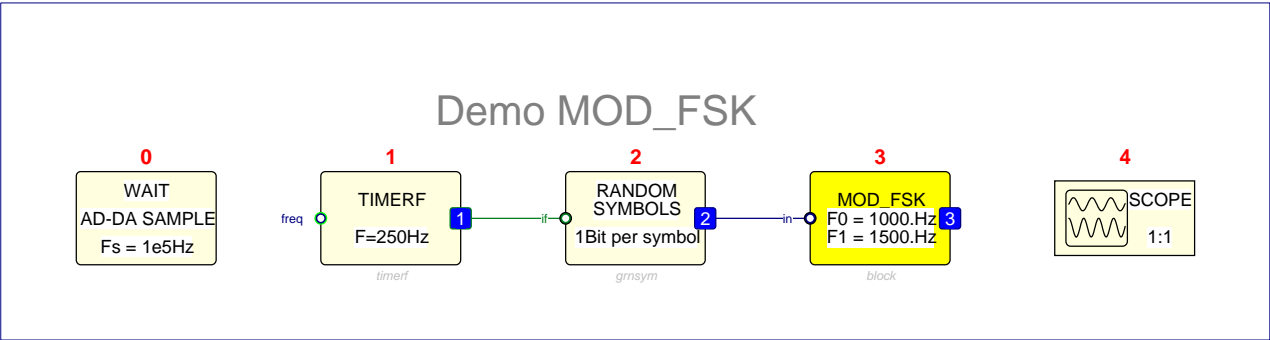 Demo MOD_FSK
0
1
2
3
4
WAIT
AD-DA SAMPLE
Fs = 1e5Hz
freq
TIMERF
F=250Hz
1
timerf
if
RANDOM
SYMBOLS
1Bit per symbol
2
grnsym
in
MOD_FSK
F0 = 1000.Hz
F1 = 1500.Hz
3
block
SCOPE
1:1